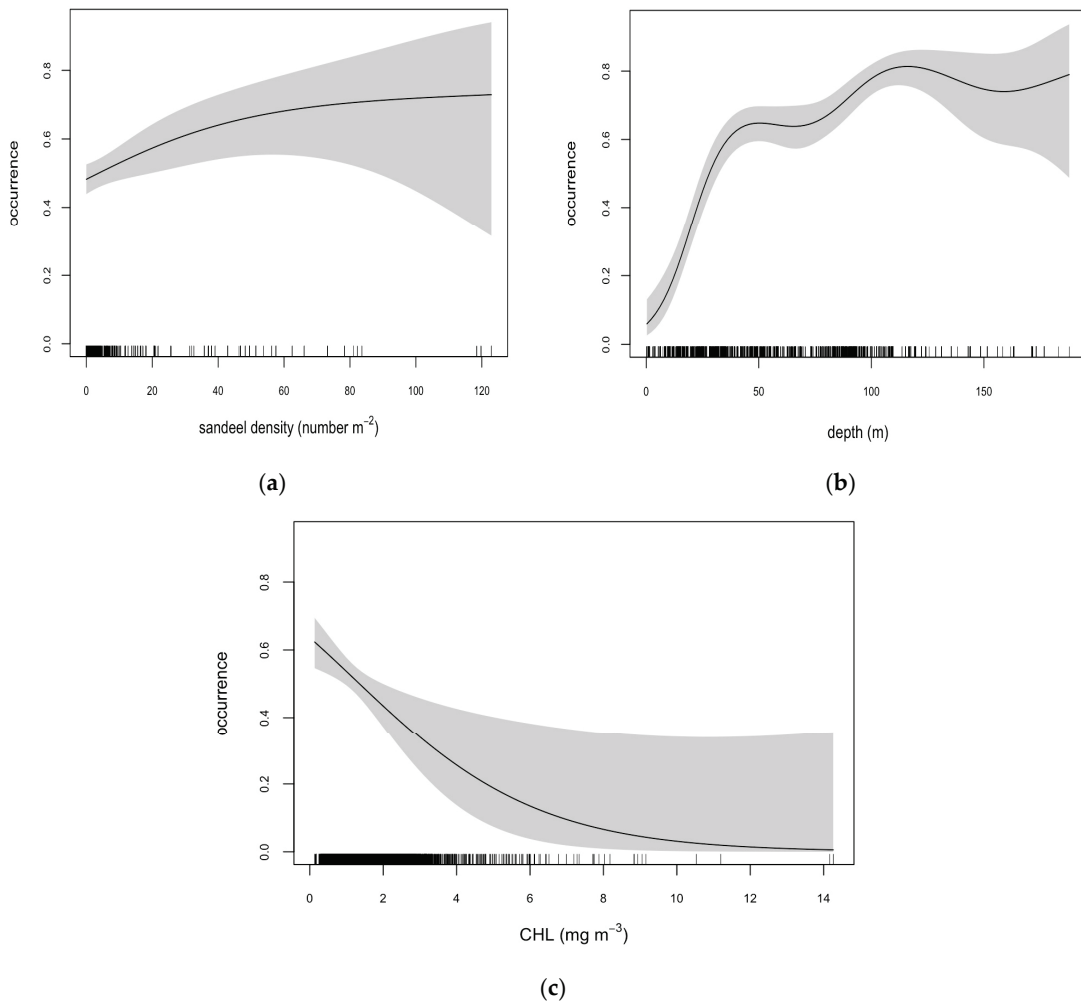 occurrence
0.0
0.2
0.4
0.6
0.8
0 20 40 60 80 100 120
sandeel density (number m⁻²)
(a)
occurrence
0.0
0.2
0.4
0.6
0.8
0 50 100 150
depth (m)
(b)
occurrence
0.0
0.2
0.4
0.6
0.8
0 2 4 6 8 10 12 14
CHL (mg m⁻³)
(c)